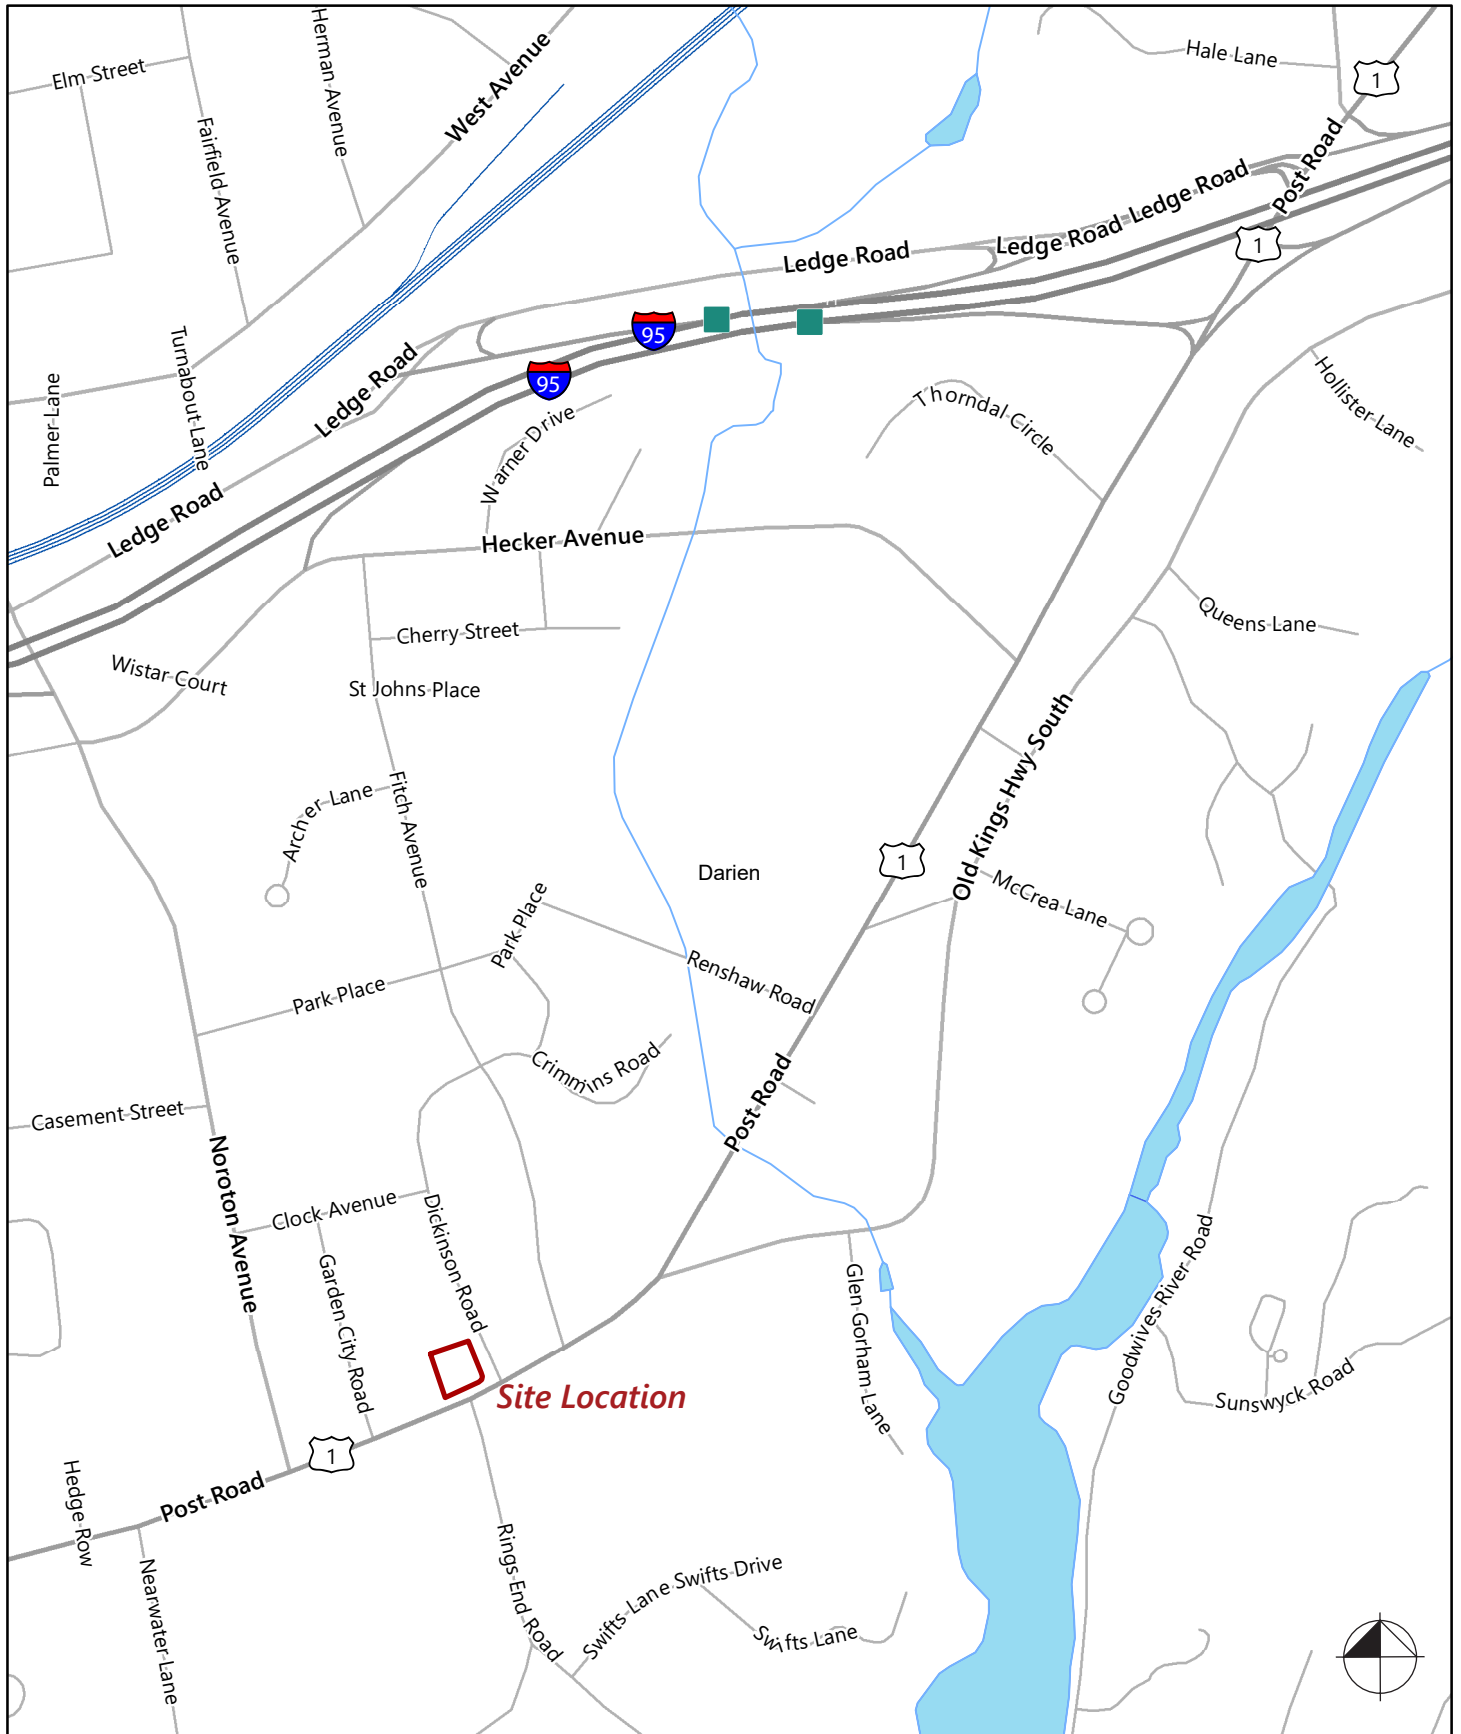 Elm Street
Herman Avenue
West Avenue
Hale Lane
1
Fairfield Avenue
Post Road
Ledge Road
Ledge Road
Ledge Road
1
95
95
Ledge Road
Turnabout Lane
Palmer Lane
Hollister Lane
Thorndal Circle
Warner Drive
Ledge Road
Hecker Avenue
Queens Lane
Cherry Street
Wistar Court
St Johns Place
Old Kings Hwy South
Archer Lane
Fitch Avenue
1
Darien
McCrea Lane
Park Place
Renshaw Road
Park Place
Crimmins Road
Post Road
Casement Street
Noroton Avenue
Clock Avenue
Dickinson Road
Goodwives River Road
Garden City Road
Glen Gorham Lane
Site Location
Sunswyck Road
1
Post Road
Hedge Row
Rings End Road
Nearwater Lane
Swifts Lane
Swifts Drive
Swifts Lane